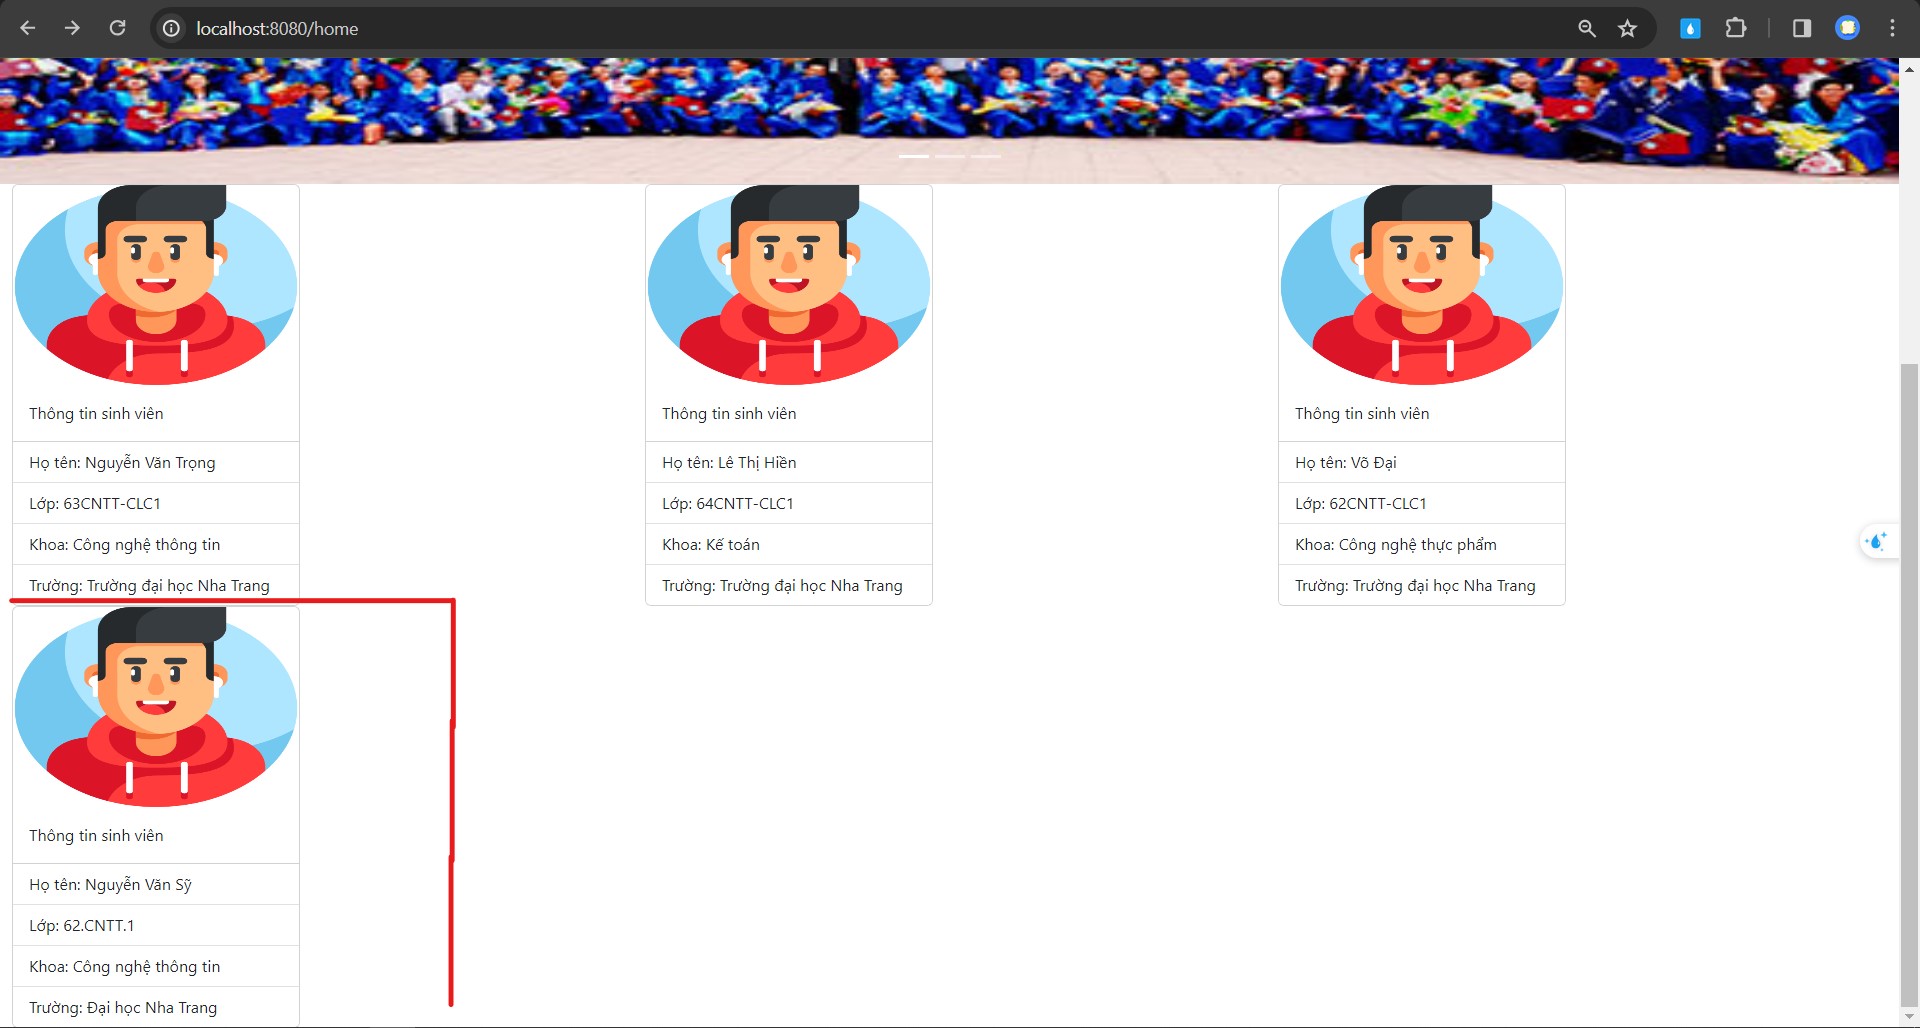 localhost:8080/home
Thông tin sinh viên
Họ tên: Nguyễn Văn Trọng
Lớp: 63CNTT-CLC1
Khoa: Công nghệ thông tin
Trường: Trường đại học Nha Trang
Thông tin sinh viên
Họ tên: Lê Thị Hiền
Lớp: 64CNTT-CLC1
Khoa: Kế toán
Trường: Trường đại học Nha Trang
Thông tin sinh viên
Họ tên: Võ Đại
Lớp: 62CNTT-CLC1
Khoa: Công nghệ thực phẩm
Trường: Trường đại học Nha Trang
Thông tin sinh viên
Họ tên: Nguyễn Văn Sỹ
Lớp: 62.CNTT.1
Khoa: Công nghệ thông tin
Trường: Đại học Nha Trang